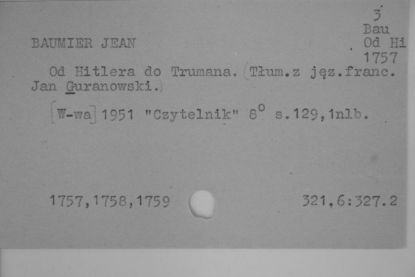 3
Bau
BAUMIER JEAN
Od Hi
1757
Od Hitlera do Trumana. (Tłum.z jęz.franc.
Jan Guranowski.)
[W-wa] 1951 "Czytelnik" 8° s.129,1nlb.
1757,1758,1759 321.6:327.2